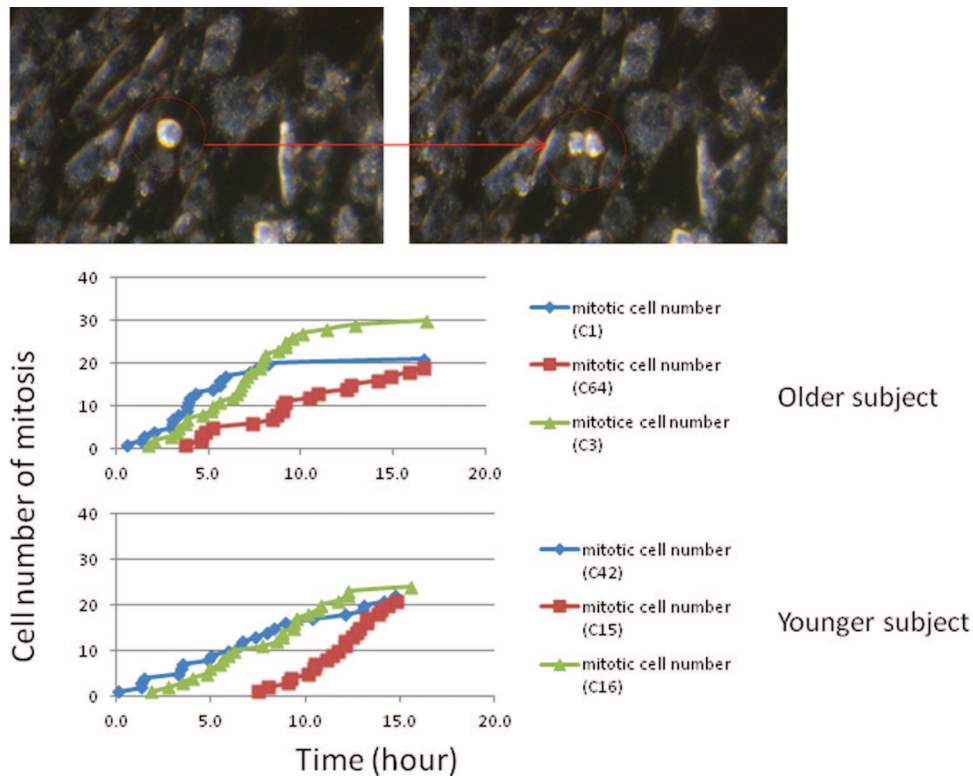 Cell number of mitosis
40
30
20
10
0
0.0 5.0 10.0 15.0 20.0
mitotic cell number
(C1)
mitotic cell number
(C64)
mitotice cell number
(C3)
Older subject
40
30
20
10
0
0.0 5.0 10.0 15.0 20.0
mitotic cell number
(C42)
mitotic cell number
(C15)
mitotic cell number
(C16)
Younger subject
Time (hour)